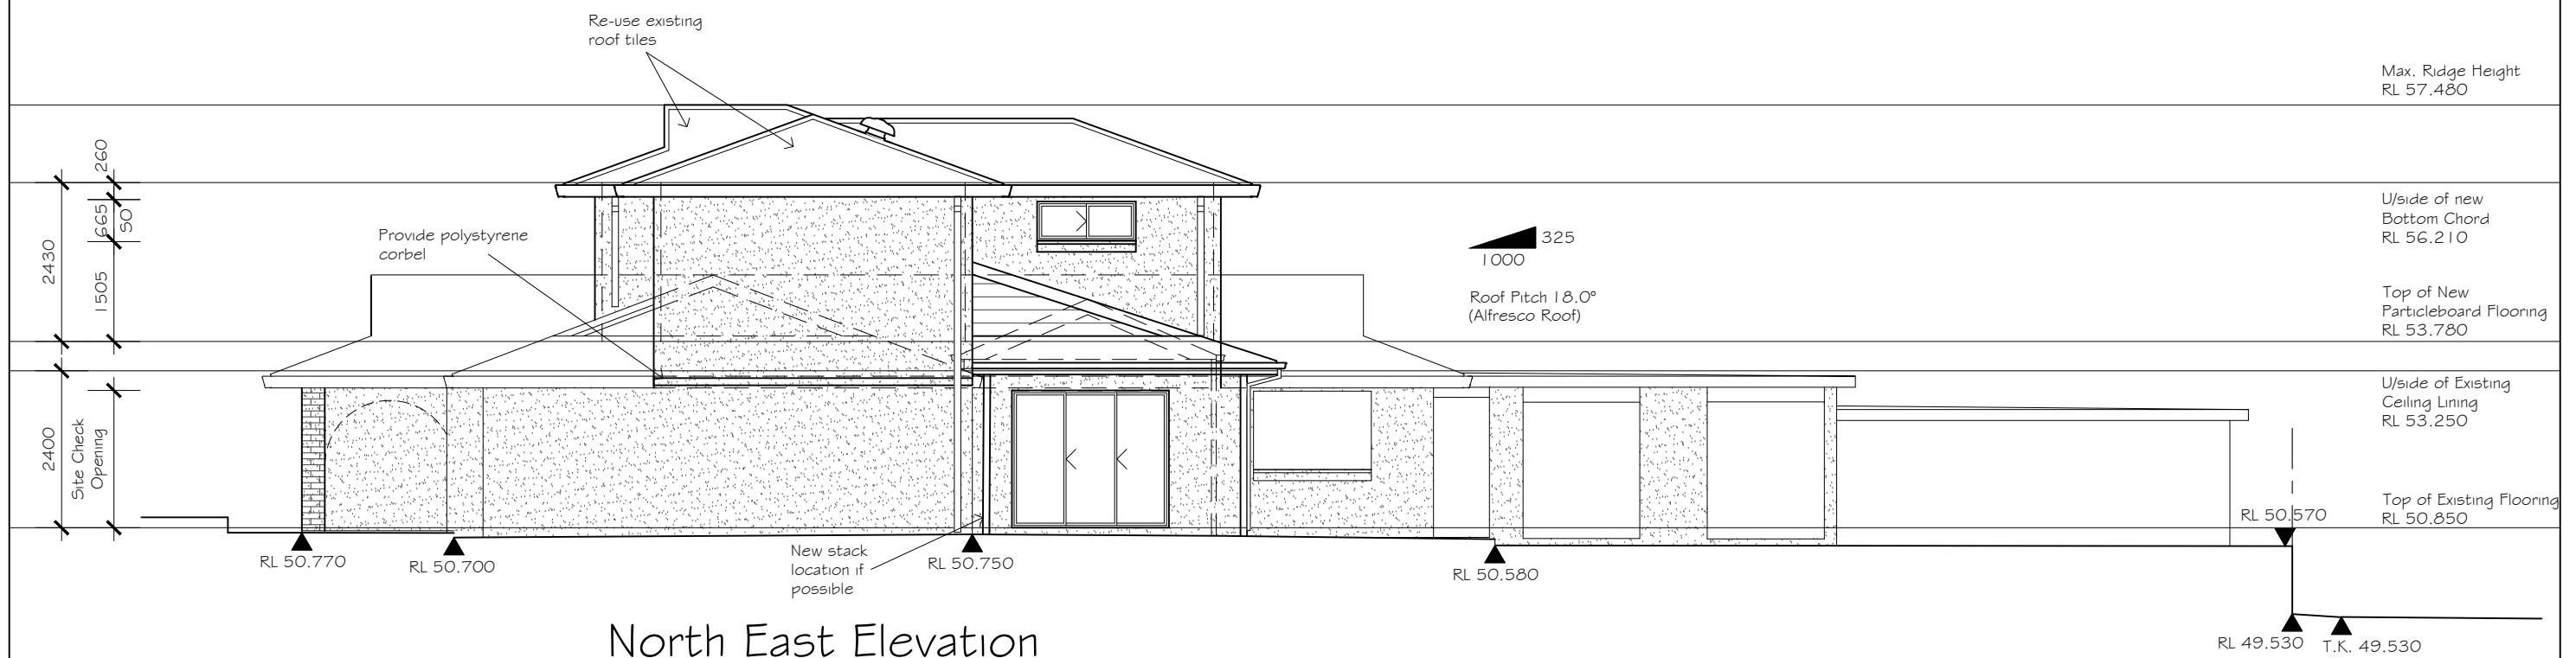 Re-use existing
roof tiles
Max. Ridge Height
RL 57.480
260
665
50
2430
1505
Provide polystyrene
corbel
325
1000
Roof Pitch 18.0°
(Alfresco Roof)
U/side of new
Bottom Chord
RL 56.210
Top of New
Particleboard Flooring
RL 53.780
U/side of Existing
Ceiling Lining
RL 53.250
2400
Site Check
Opening
Top of Existing Flooring
RL 50.850
RL 50.570
RL 50.770
RL 50.700
New stack
location if
possible
RL 50.750
RL 50.580
RL 49.530
T.K. 49.530
North East Elevation